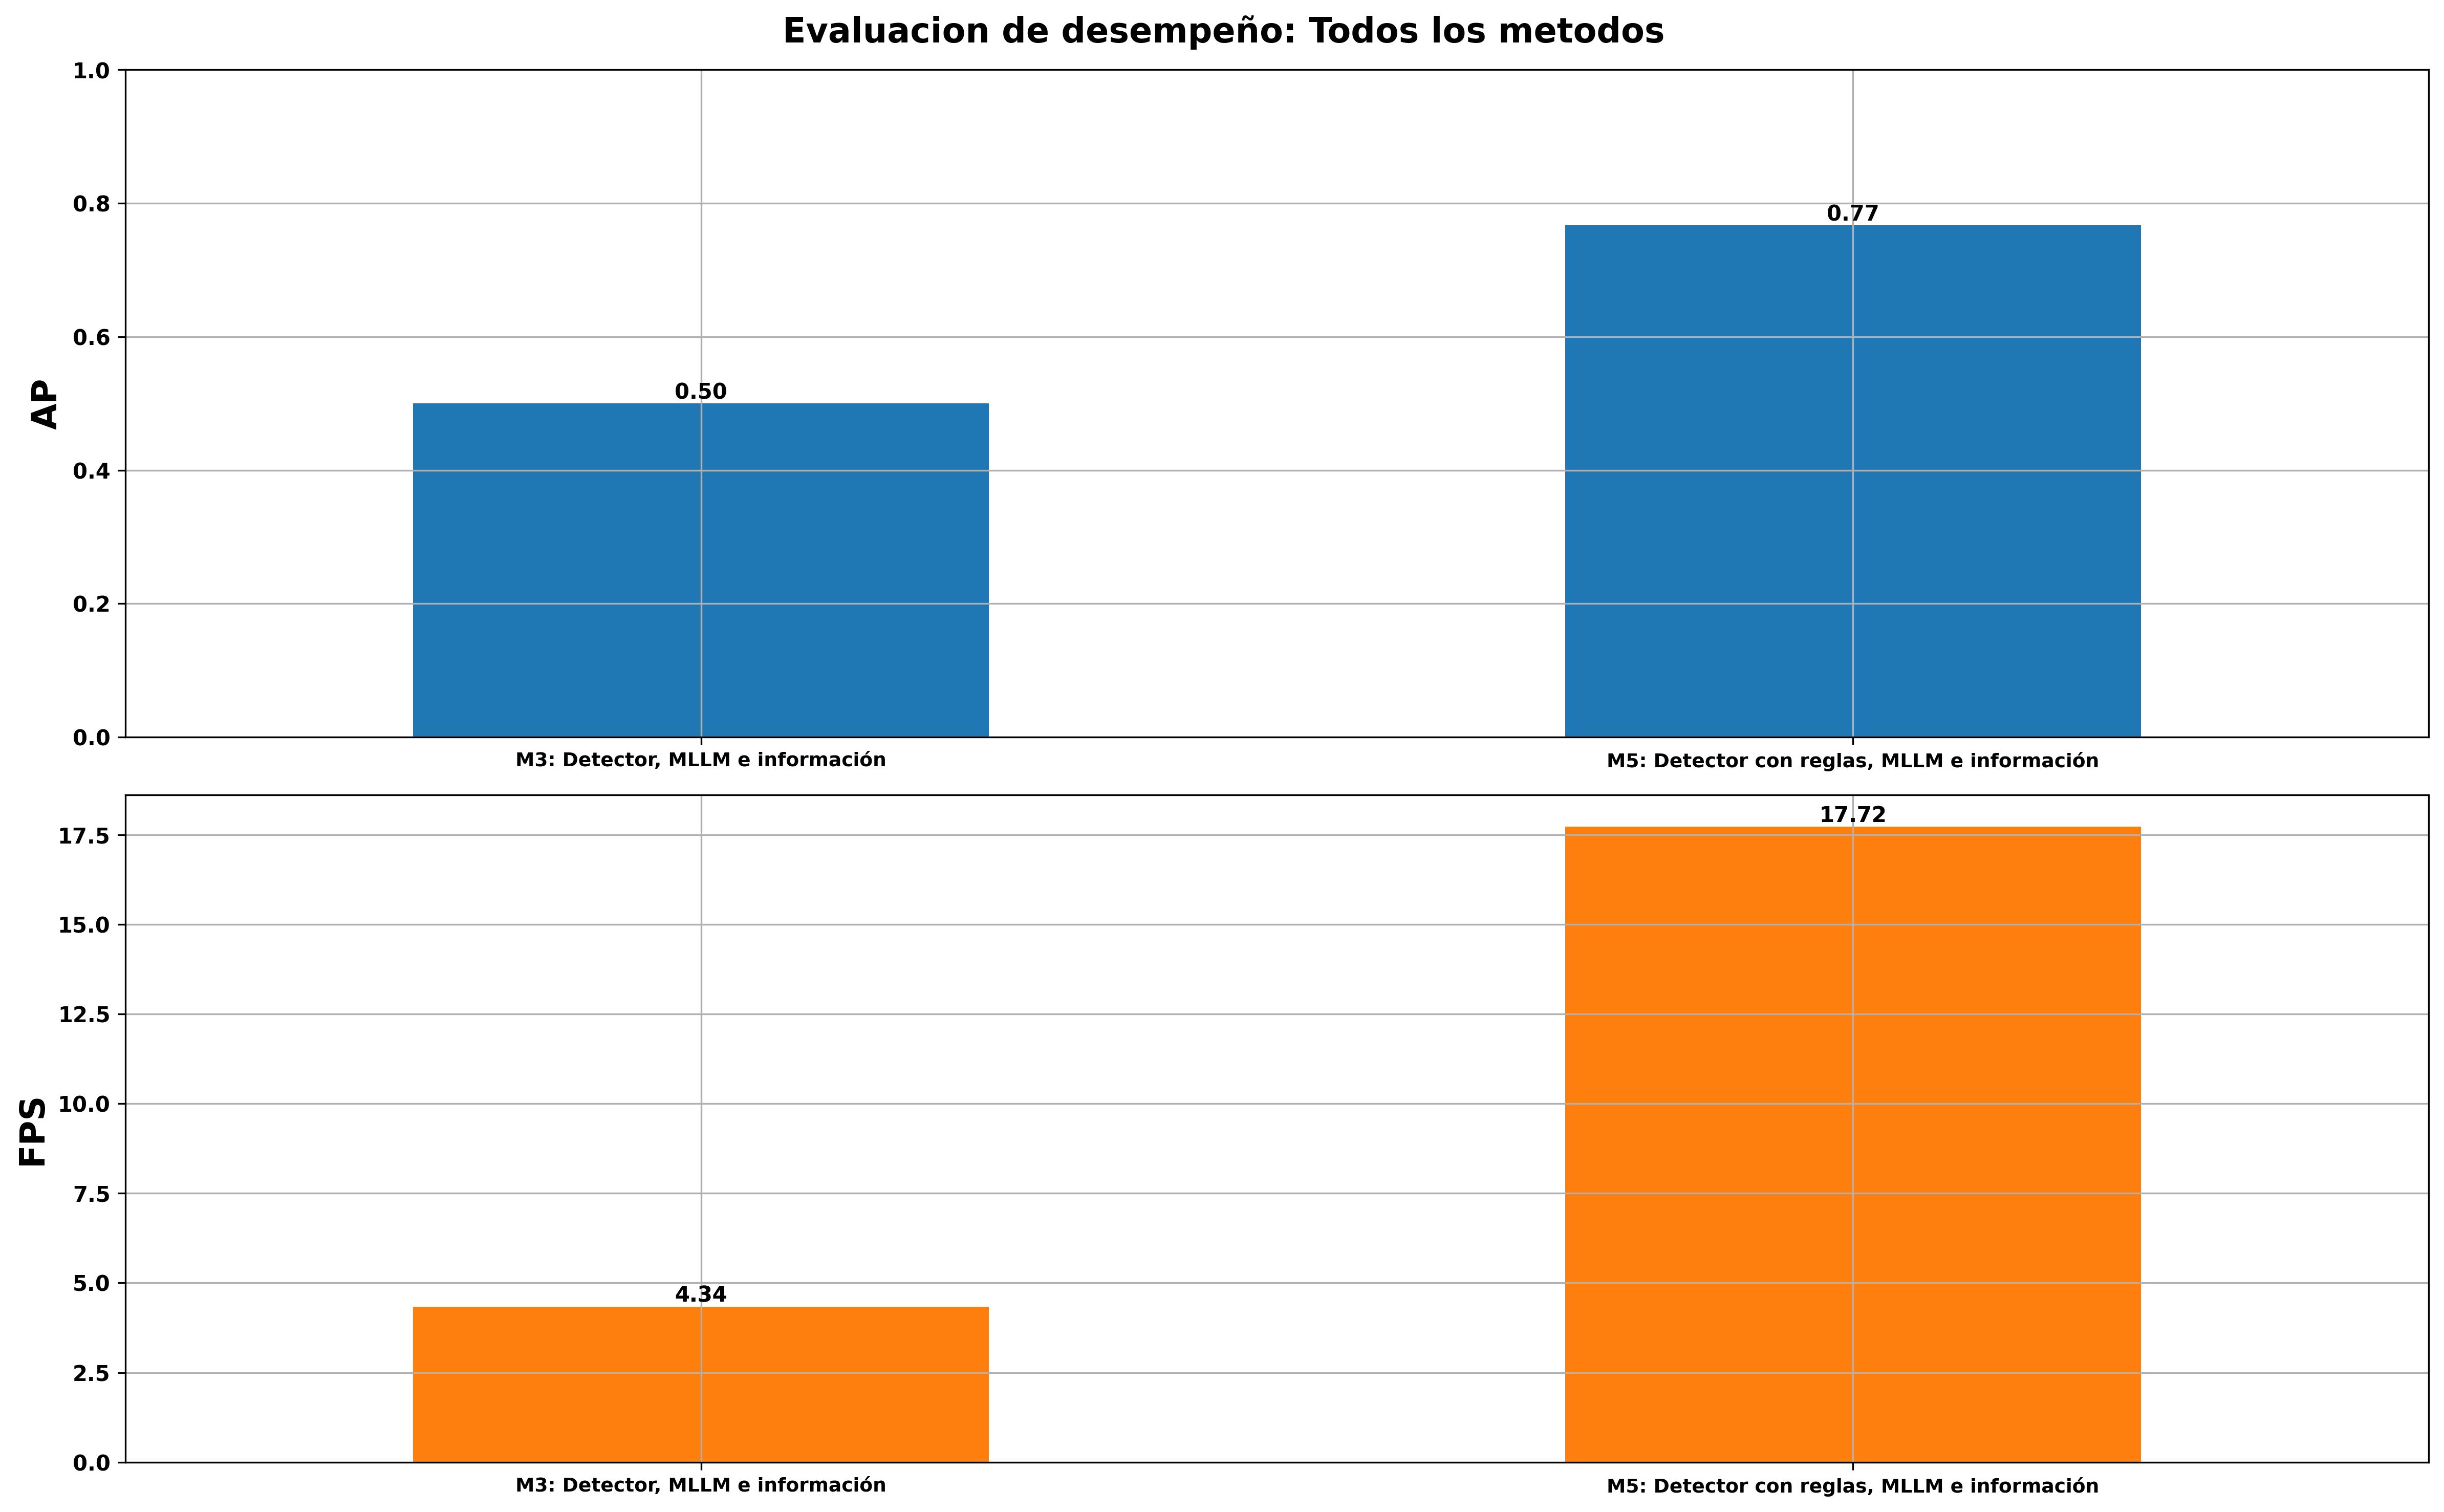 Evaluacion de desempeño: Todos los metodos
1.0
0.8
0.6
0.4
0.2
0.0
AP
0.50
0.77
M3: Detector, MLLM e información
M5: Detector con reglas, MLLM e información
17.5
15.0
12.5
10.0
7.5
5.0
2.5
0.0
FPS
4.34
17.72
M3: Detector, MLLM e información
M5: Detector con reglas, MLLM e información